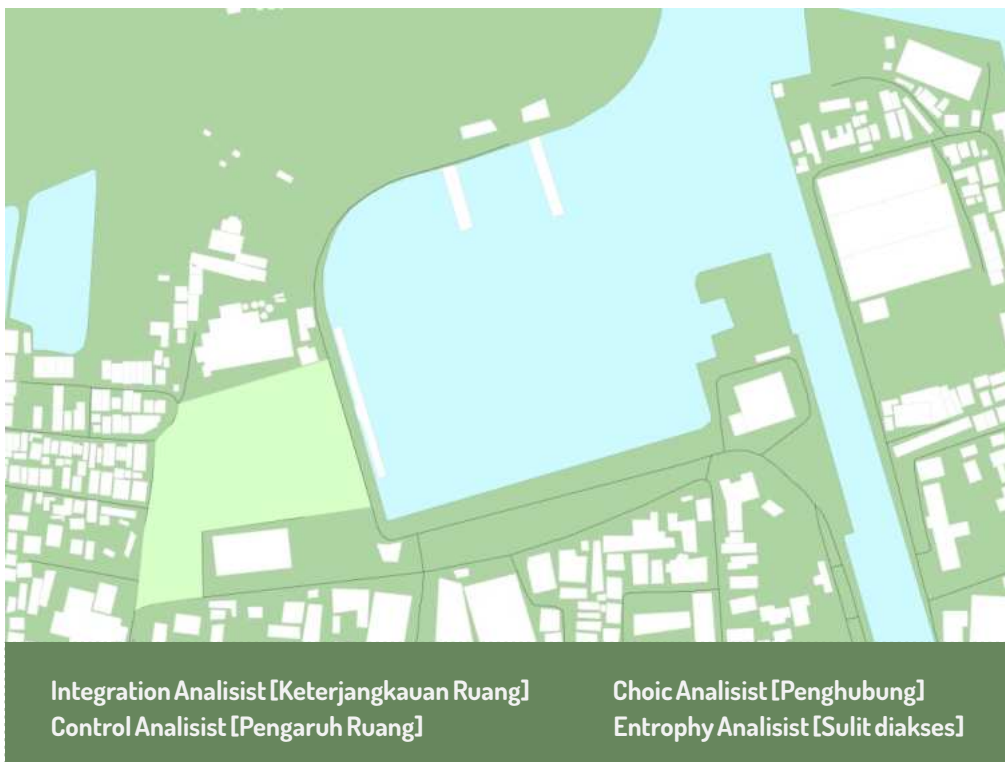 Integration Analisist [Keterjangkauan Ruang]
Control Analisist [Pengaruh Ruang]
Choic Analisist [Penghubung]
Entrophy Analisist [Sulit diakses]